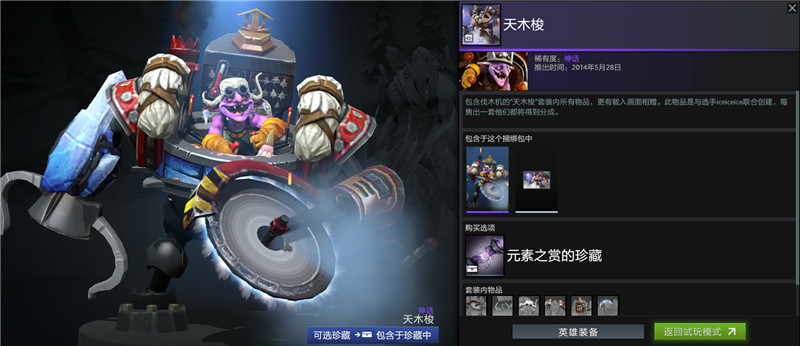 天木梭
稀有度：神话
推出时间：2014年5月28日
包含伐木机的"天木梭"套装内所有物品，更有载入画面相赠。此物品是与选手iceiceice联合创建，每
售出一套他们都将得到分成。
包含于这个捆绑包中
购买选项
元素之赏的珍藏
套装内物品
神话
天木梭
可选珍藏 包含于珍藏中
英雄装备
返回试玩模式